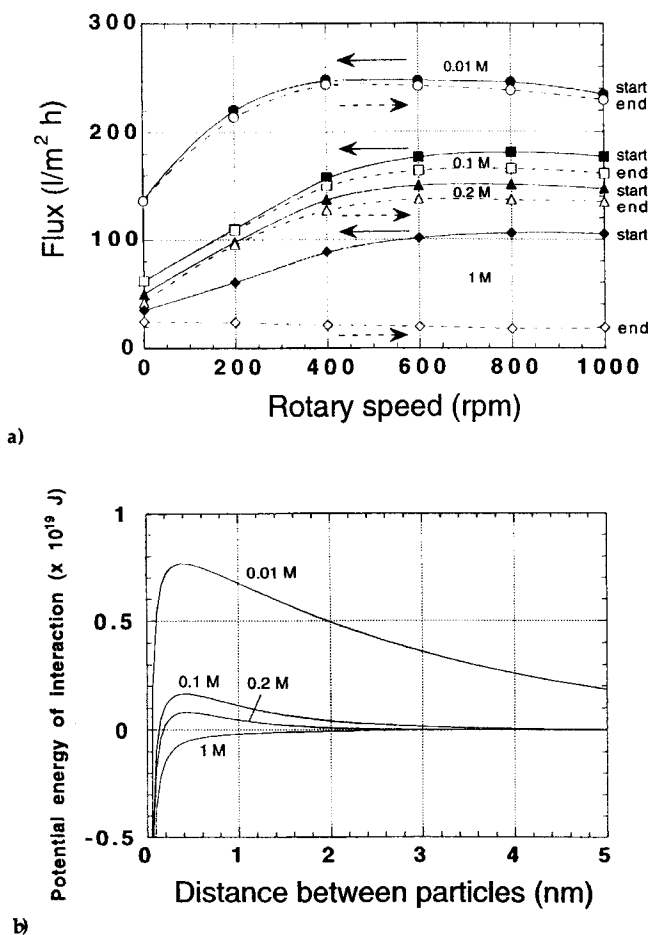 300
200
100
0
Flux (l/m² h)
0.01 M
start
end
0.1 M
start
end
0.2 M
start
end
1 M
start
end
0 200 400 600 800 1000
Rotary speed (rpm)
a)
Potential energy of Interaction (x 10¹⁹ J)
1
0.5
0
-0.5
0.01 M
0.1 M
0.2 M
1 M
0 1 2 3 4 5
Distance between particles (nm)
b)